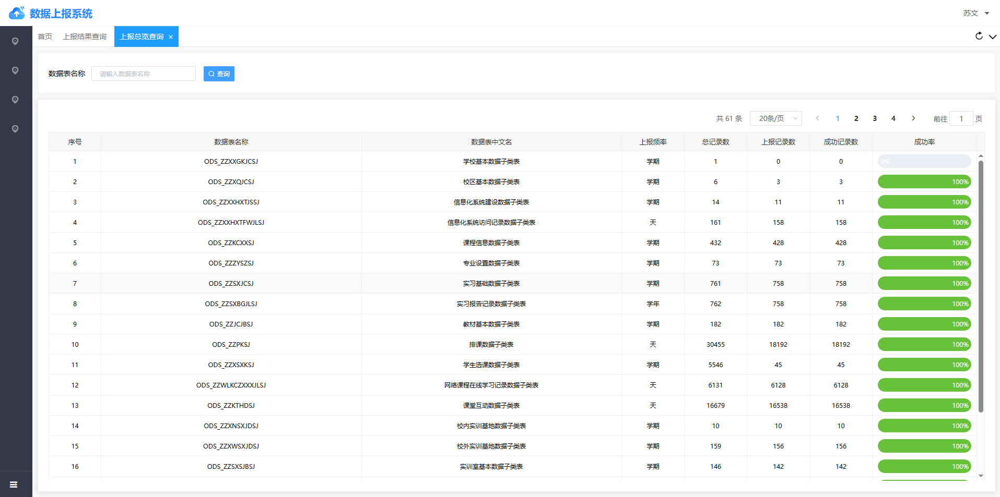 数据上报系统
苏文
首页 上报结果查询 上报总览查询 ×
数据表名称 请输入数据表名称 查询
共 61 条 20条/页 1 2 3 4 前往 1 页
序号 数据表名称 数据表中文名 上报频率 总记录数 上报记录数 成功记录数 成功率
1 ODS_ZZXXGKJCSJ 学校基本数据子类表 学期 1 0 0 0%
2 ODS_ZZXQJCSJ 校区基本数据子类表 学期 6 3 3 100%
3 ODS_ZZXXHXTJSSJ 信息化系统建设数据子类表 学期 14 11 11 100%
4 ODS_ZZXXHXTFWJLSJ 信息化系统访问记录数据子类表 天 161 158 158 100%
5 ODS_ZZKCXXSJ 课程信息数据子类表 学期 432 428 428 100%
6 ODS_ZZZYSZSJ 专业设置数据子类表 学期 73 73 73 100%
7 ODS_ZZSXJCSJ 实习基础数据子类表 学期 761 758 758 100%
8 ODS_ZZSXBGJLSJ 实习报告记录数据子类表 学年 762 758 758 100%
9 ODS_ZZJCJBSJ 教材基本数据子类表 学期 182 182 182 100%
10 ODS_ZZPKSJ 排课数据子类表 天 30455 18192 18192 100%
11 ODS_ZZXSXKSJ 学生选课数据子类表 学期 5546 45 45 100%
12 ODS_ZZWLKCZXXXJLSJ 网络课程在线学习记录数据子类表 天 6131 6128 6128 100%
13 ODS_ZZKTHDSJ 课堂互动数据子类表 天 16679 16538 16538 100%
14 ODS_ZZXNSXJDSJ 校内实训基地数据子类表 学期 10 10 10 100%
15 ODS_ZZXWSXJDSJ 校外实训基地数据子类表 学期 159 156 156 100%
16 ODS_ZZSXSJBSJ 实训室基本数据子类表 学期 146 142 142 100%